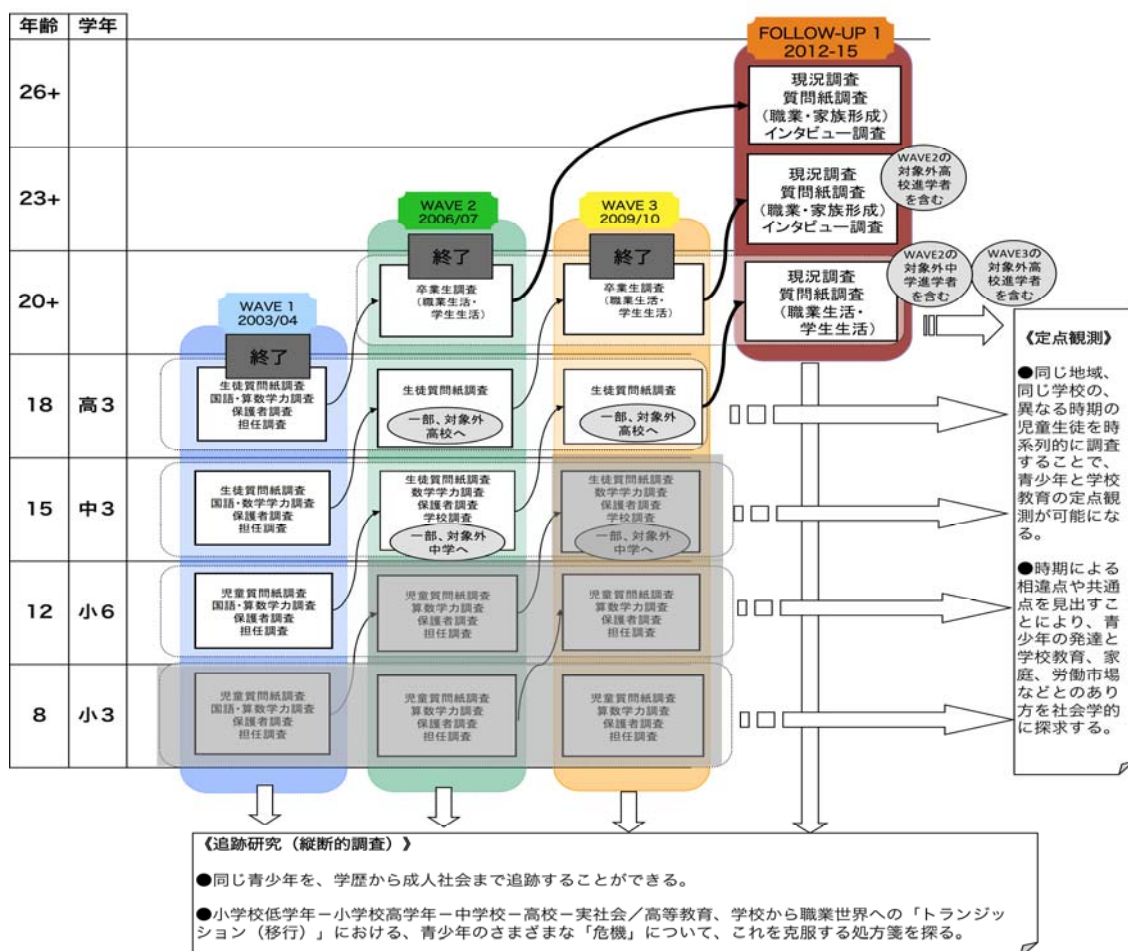 年齢 学年
FOLLOW-UP 1
2012-15
26+
現況調査
質問紙調査
（職業・家族形成）
インタビュー調査
23+
WAVE 2
2006/07
WAVE 3
2009/10
現況調査
質問紙調査
（職業・家族形成）
インタビュー調査
WAVE2の
対象外高
校進学者
を含む
20+
WAVE 1
2003/04
終了
卒業生調査
（職業生活・
学生生活）
終了
卒業生調査
（職業生活・
学生生活）
現況調査
質問紙調査
（職業生活・
学生生活）
WAVE2の
対象外中
学進学者
を含む
WAVE3の
対象外高
校進学者
を含む
18 高3
終了
生徒質問紙調査
国語・算数学力調査
保護者調査
担任調査
生徒質問紙調査
一部、対象外
高校へ
生徒質問紙調査
一部、対象外
高校へ
15 中3
生徒質問紙調査
国語・数学学力調査
保護者調査
担任調査
生徒質問紙調査
数学学力調査
保護者調査
学校調査
一部、対象外
中学へ
生徒質問紙調査
数学学力調査
保護者調査
学校調査
一部、対象外
中学へ
12 小6
児童質問紙調査
国語・算数学力調査
保護者調査
担任調査
児童質問紙調査
算数学力調査
保護者調査
担任調査
児童質問紙調査
算数学力調査
保護者調査
担任調査
8 小3
児童質問紙調査
国語・算数学力調査
保護者調査
担任調査
児童質問紙調査
算数学力調査
保護者調査
担任調査
児童質問紙調査
算数学力調査
保護者調査
担任調査
《定点観測》
●同じ地域、
同じ学校の、
異なる時期の
児童生徒を時
系列的に調査
することで、
青少年と学校
教育の定点観
測が可能にな
る。
●時期による
相違点や共通
点を見出すこ
とにより、青
少年の発達と
学校教育、家
庭、労働市場
などとのあり
方を社会学的
に探求する。
《追跡研究（縦断的調査）》
●同じ青少年を、学歴から成人社会まで追跡することができる。
●小学校低学年－小学校高学年－中学校－高校－実社会／高等教育、学校から職業世界への「トランジッ
ション（移行）」における、青少年のさまざまな「危機」について、これを克服する処方箋を探る。